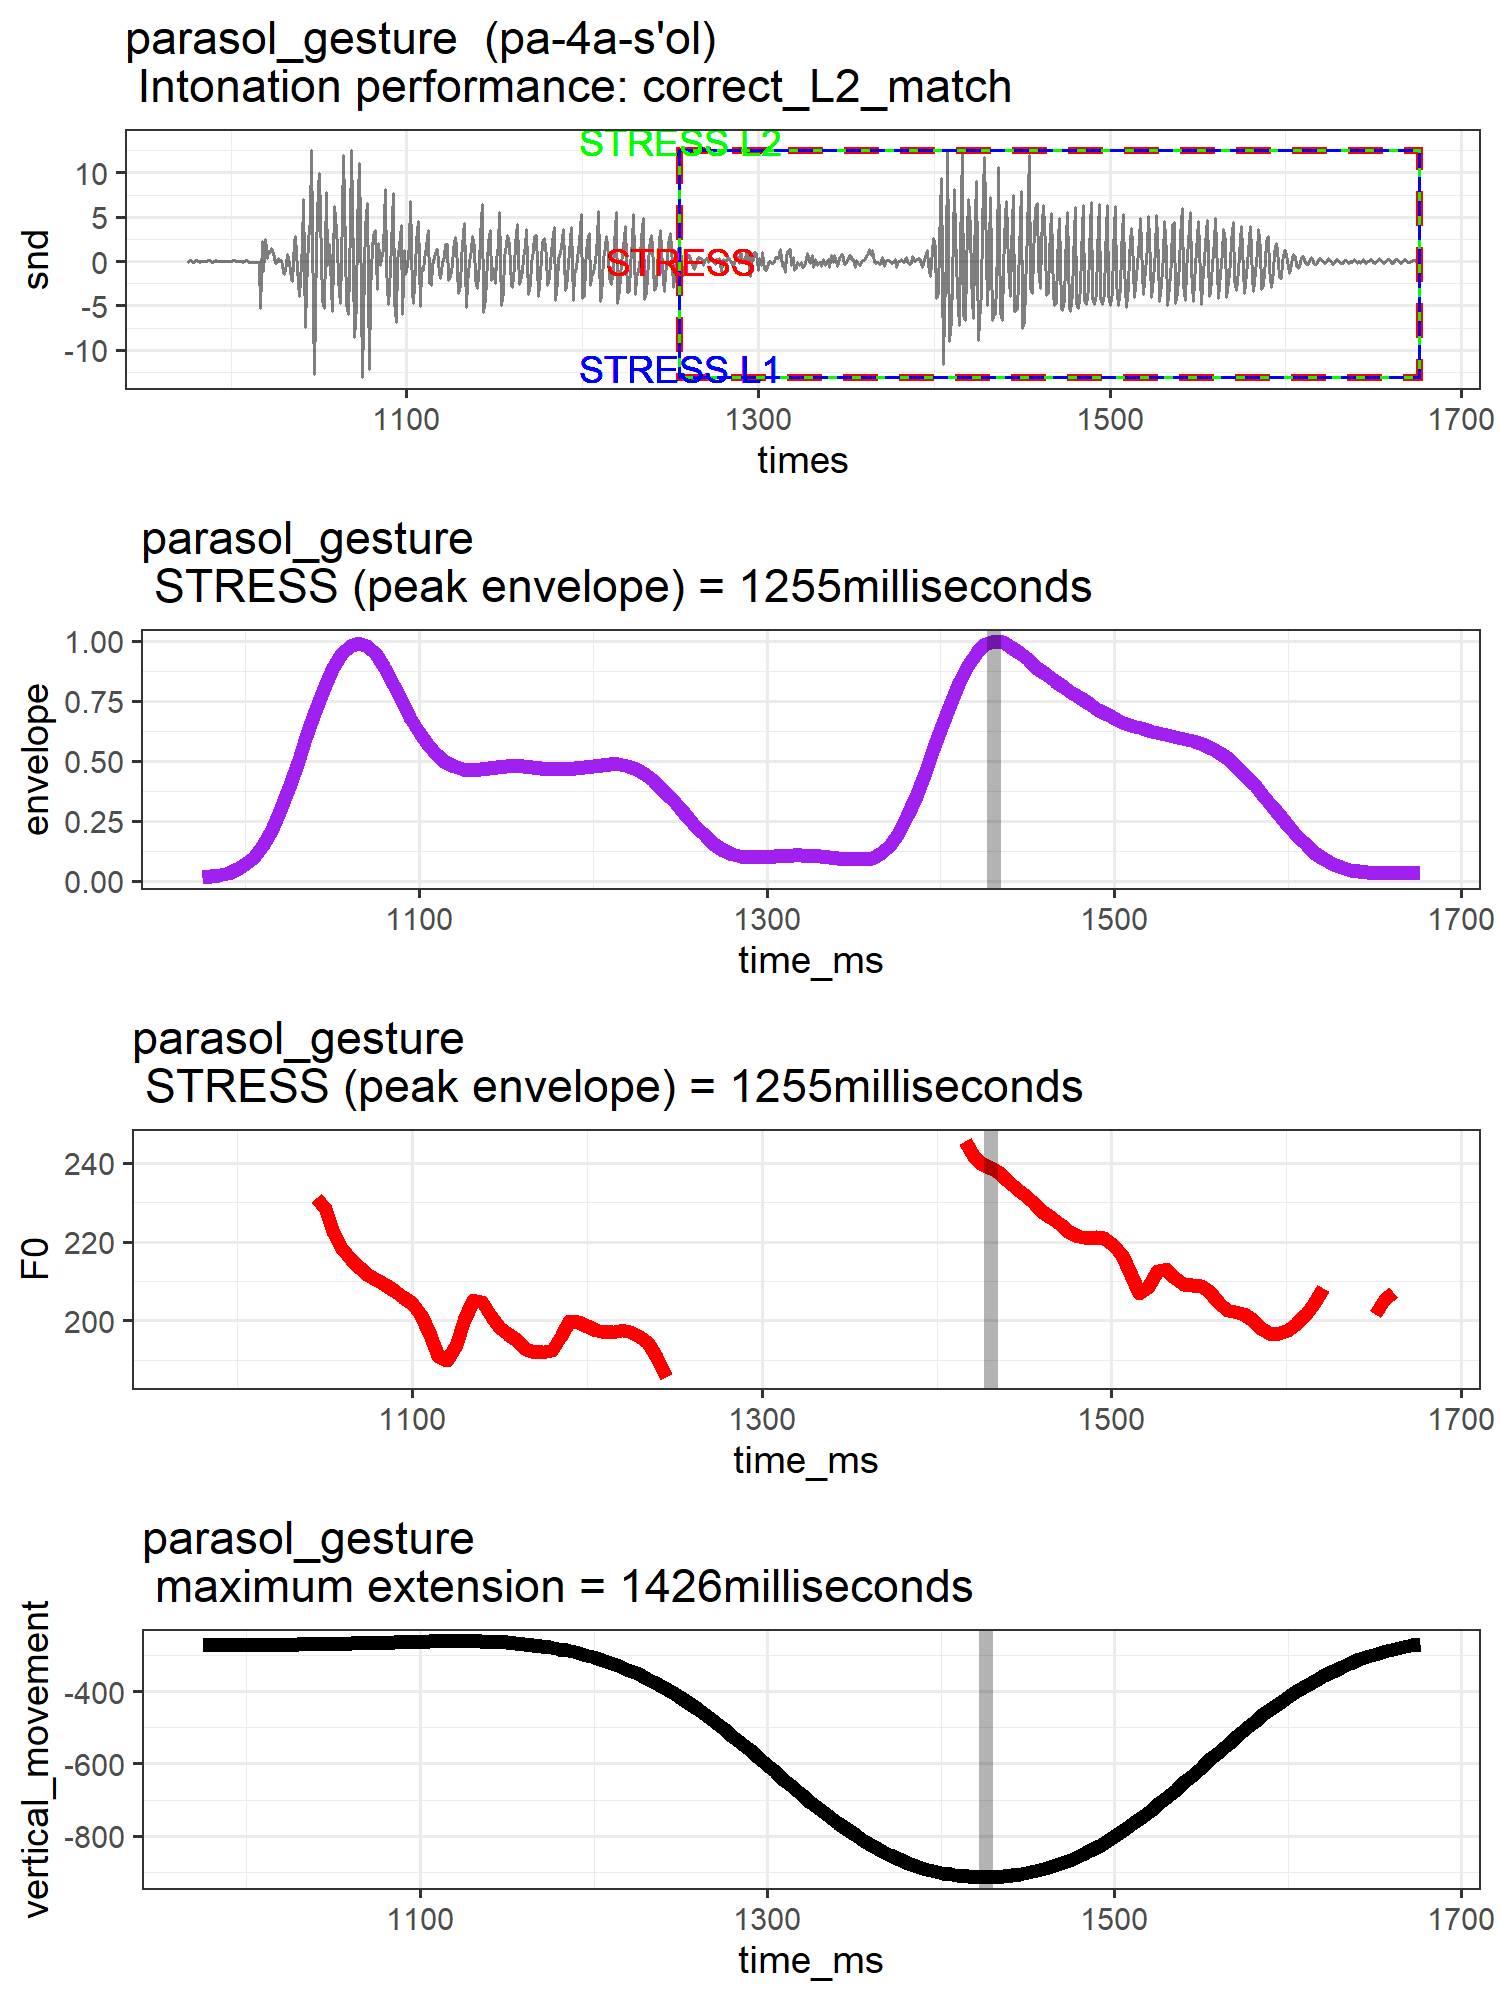 parasol_gesture  (pa-4a-s'ol)
Intonation performance: correct_L2_match
STRESS L2
STRESS
STRESS L1
10
5
0
-5
-10
snd
1100 1300 1500 1700
times
parasol_gesture
STRESS (peak envelope) = 1255milliseconds
1.00
0.75
0.50
0.25
0.00
envelope
1100 1300 1500 1700
time_ms
parasol_gesture
STRESS (peak envelope) = 1255milliseconds
240
220
200
F0
1100 1300 1500 1700
time_ms
parasol_gesture
maximum extension = 1426milliseconds
-400
-600
-800
vertical_movement
1100 1300 1500 1700
time_ms